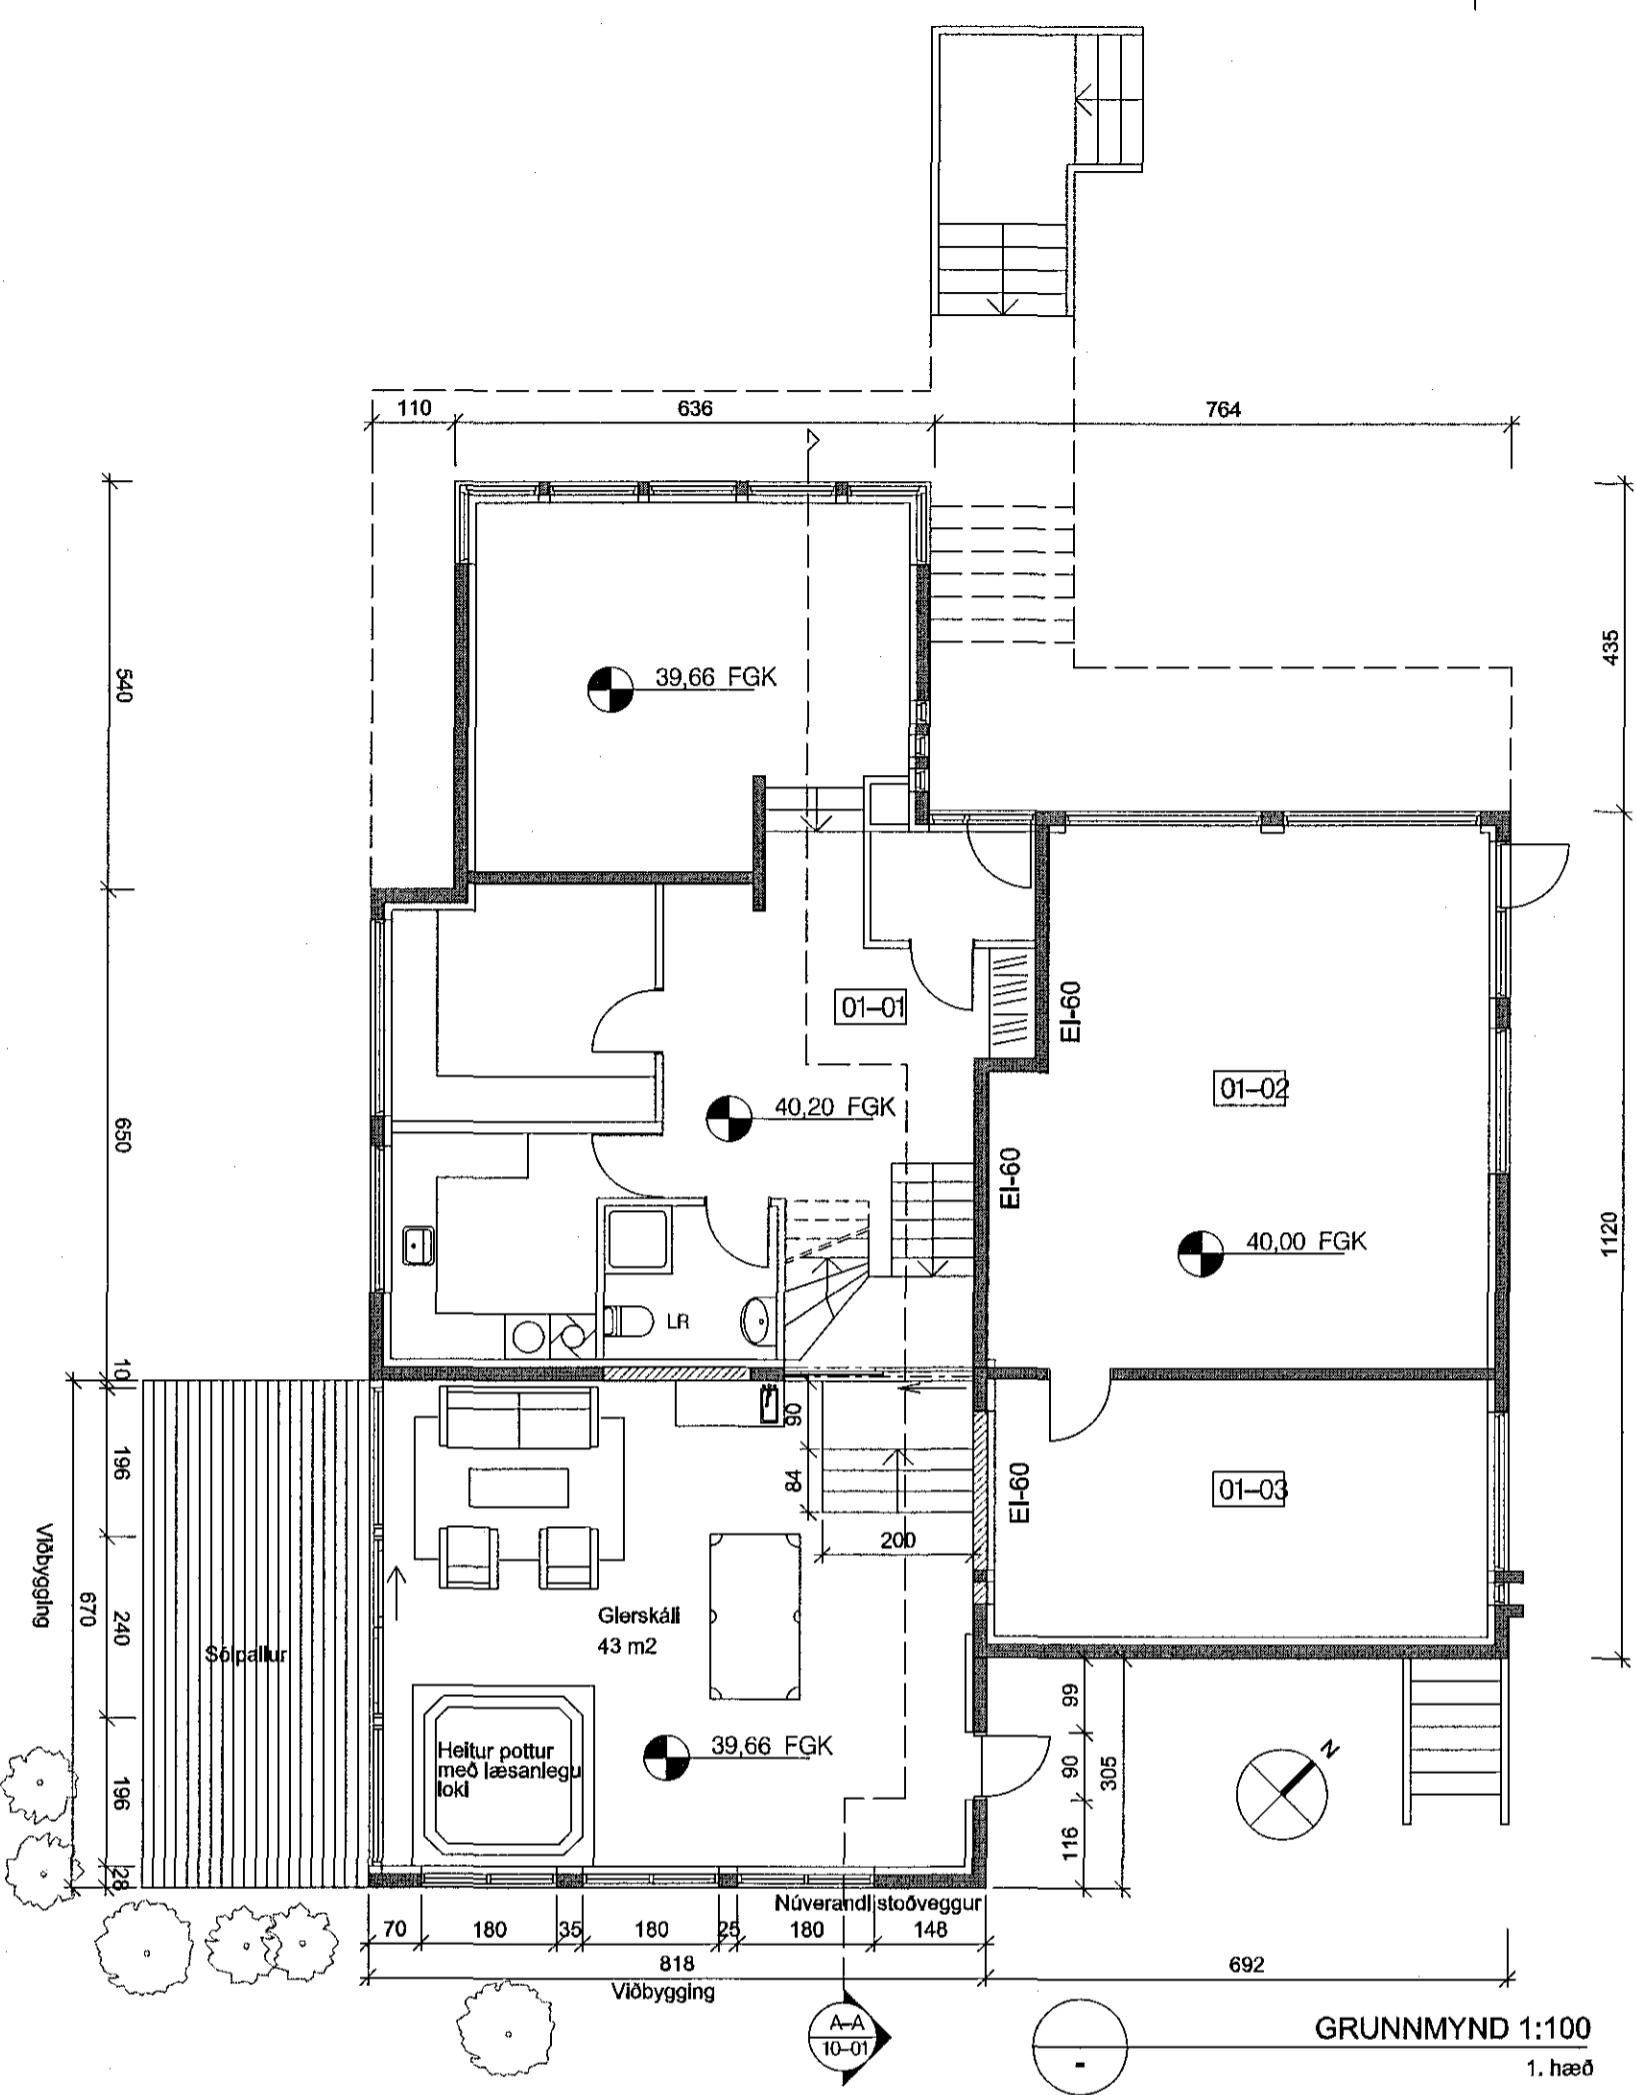 110
636
764
540
435
39,66 FGK
01–01
EI-60
01–02
40,20 FGK
650
EI-60
40,00 FGK
1120
LR
10
90
196
84
EI-60
01–03
200
Viðbygging
670
240
Glerskáli
43 m2
Sólpallur
99
N
Heitur pottur
með læsanlegu
loki
39,66 FGK
90
305
196
116
28
Núverandi stoðveggur
70
180
35
180
25
180
148
818
692
Viðbygging
A–A
10–01
GRUNNMYND 1:100
-
1. hæð